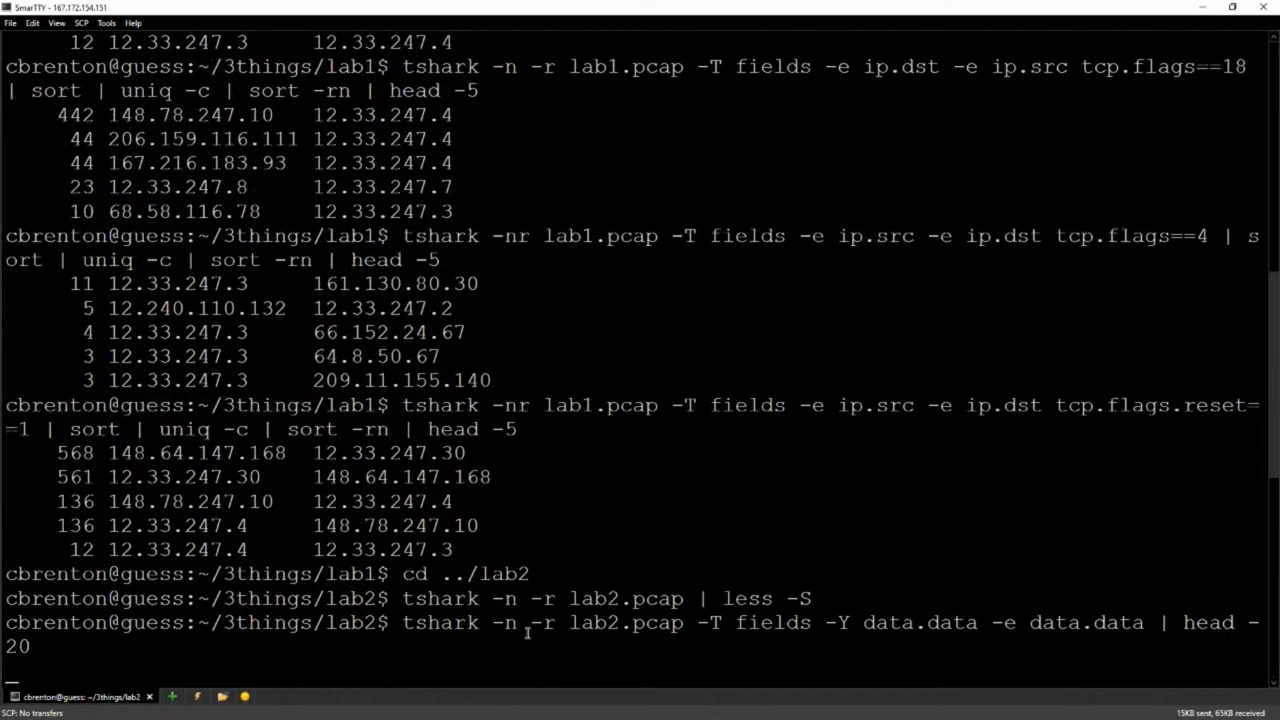 SmarTTY - 167.172.154.151
File Edit View SCP Tools Help
12 12.33.247.3 12.33.247.4
cbrenton@guess:~/3things/lab1$ tshark -n -r lab1.pcap -T fields -e ip.dst -e ip.src tcp.flags==18
| sort | uniq -c | sort -rn | head -5
442 148.78.247.10 12.33.247.4
44 206.159.116.111 12.33.247.4
44 167.216.183.93 12.33.247.4
23 12.33.247.8 12.33.247.7
10 68.58.116.78 12.33.247.3
cbrenton@guess:~/3things/lab1$ tshark -nr lab1.pcap -T fields -e ip.src -e ip.dst tcp.flags==4 | s
ort | uniq -c | sort -rn | head -5
11 12.33.247.3 161.130.80.30
5 12.240.110.132 12.33.247.2
4 12.33.247.3 66.152.24.67
3 12.33.247.3 64.8.50.67
3 12.33.247.3 209.11.155.140
cbrenton@guess:~/3things/lab1$ tshark -nr lab1.pcap -T fields -e ip.src -e ip.dst tcp.flags.reset=
=1 | sort | uniq -c | sort -rn | head -5
568 148.64.147.168 12.33.247.30
561 12.33.247.30 148.64.147.168
136 148.78.247.10 12.33.247.4
136 12.33.247.4 148.78.247.10
12 12.33.247.4 12.33.247.3
cbrenton@guess:~/3things/lab1$ cd ../lab2
cbrenton@guess:~/3things/lab2$ tshark -n -r lab2.pcap | less -S
cbrenton@guess:~/3things/lab2$ tshark -n -r lab2.pcap -T fields -Y data.data -e data.data | head -
20
cbrenton@guess: ~/3things/lab2
SCP: No transfers 15KB sent, 65KB received